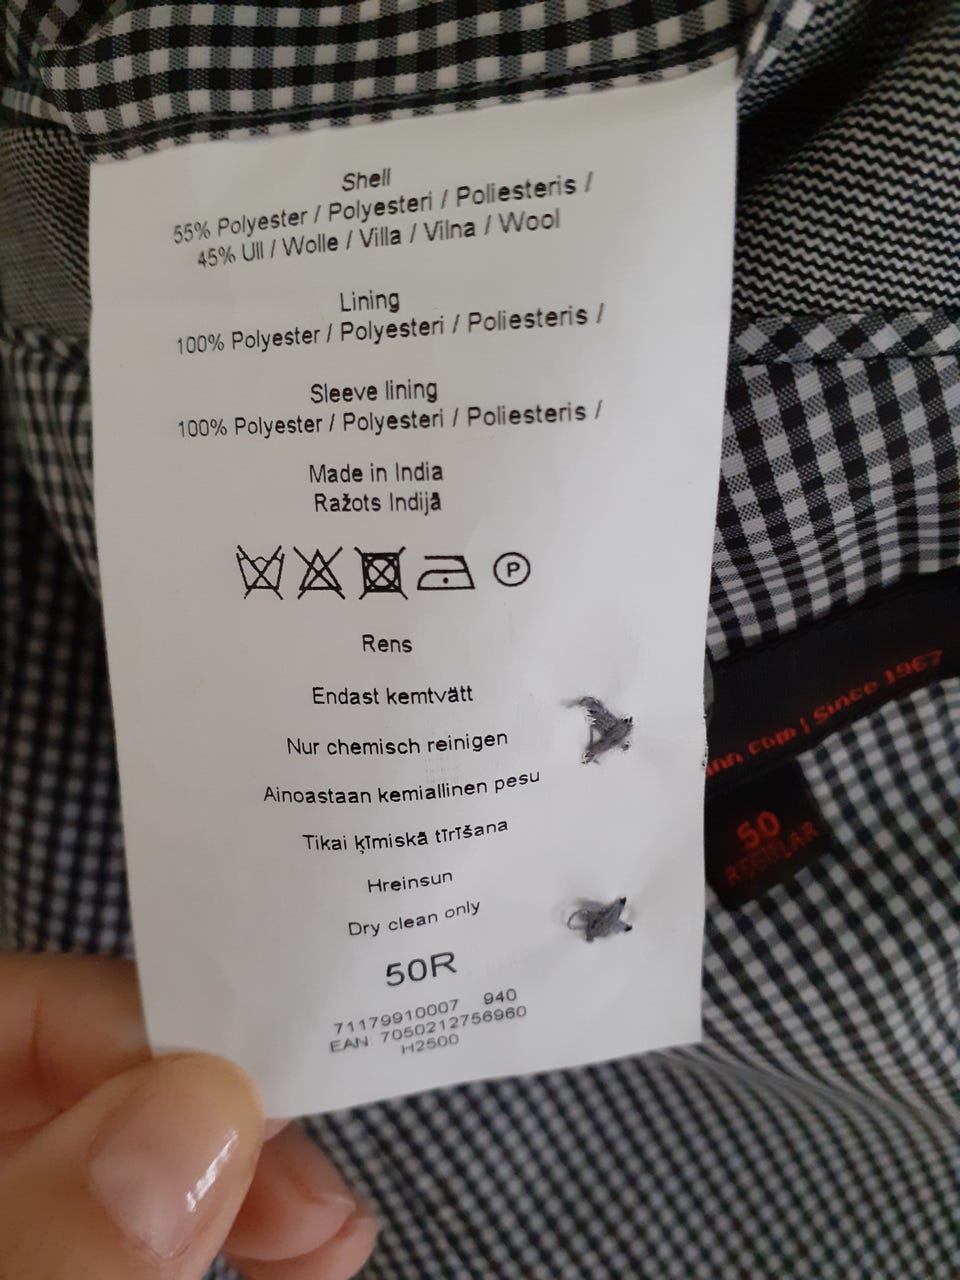 Shell
55% Polyester / Polyesteri / Poliesteris /
45% Ull / Wolle / Villa / Vilna / Wool
Lining
100% Polyester / Polyesteri / Poliesteris /
Sleeve lining
100% Polyester / Polyesteri / Poliesteris /
Made in India
Ražots Indijā
P
Rens
Endast kemtvätt
Nur chemisch reinigen
Ainoastaan kemiallinen pesu
Tikai ķīmiskā tīrīšana
Hreinsun
Dry clean only
50R
71179910007 940
EAN: 7050212756960
H2500
com | Since 1967
50
REGULAR